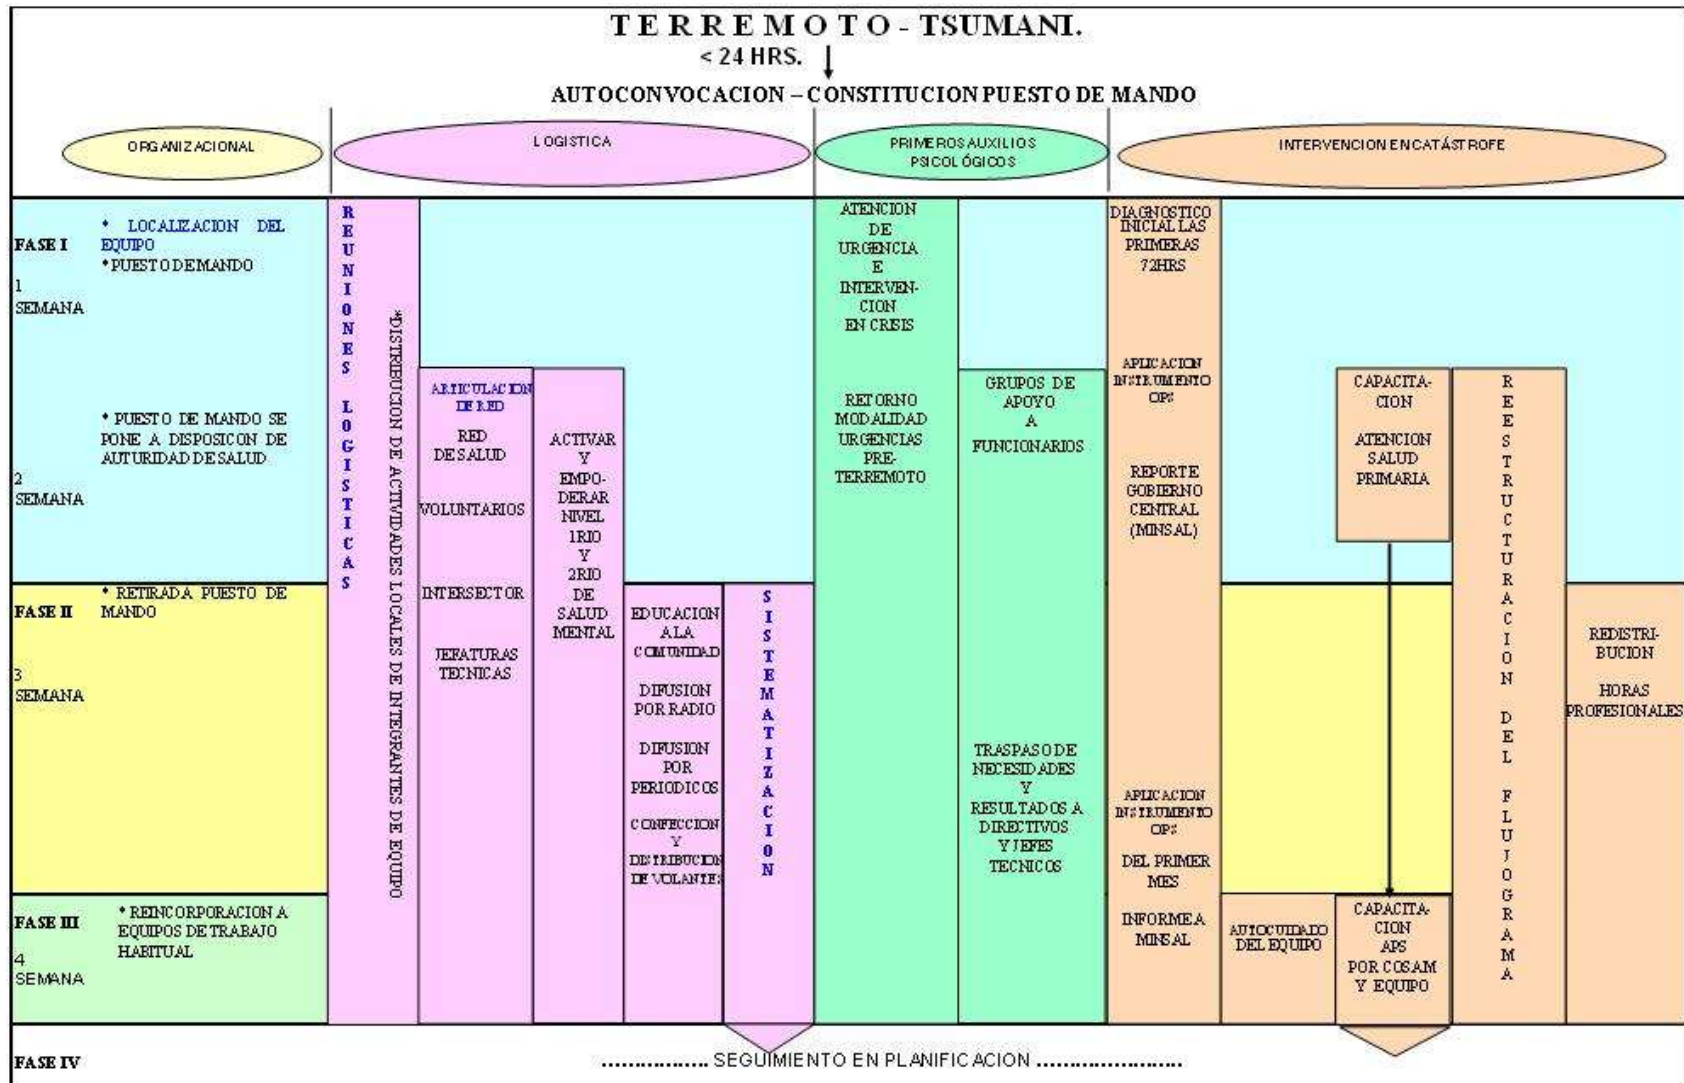 T E R R E M O T O - TSUMANI.
< 24 HRS.
AUTOCONVOCACION – CONSTITUCION PUESTO DE MANDO
ORGANIZACIONAL
LOGISTICA
PRIMEROS AUXILIOS
PSICOLÓGICOS
INTERVENCION EN CATÁSTROFE
FASE I
1
SEMANA
* LOCALIZACION DEL
EQUIPO
* PUESTO DE MANDO
* PUESTO DE MANDO SE
PONE A DISPOSICON DE
AUTURIDAD DE SALUD
2
SEMANA
FASE II
* RETIRADA PUESTO DE
MANDO
3
SEMANA
FASE III
* REINCORPORACION A
EQUIPOS DE TRABAJO
HABITUAL
4
SEMANA
FASE IV
REUNIONES LOGISTICAS
*DISTRIBUCION DE ACTIVIDADES LOCALES DE INTEGRANTES DE EQUIPO
ARTICULACION
DE RED
RED
DE SALUD
VOLUNTARIOS
INTERSECTOR
JEFATURAS
TECNICAS
ACTIVAR
Y
EMPO-
DERAR
NIVEL
1RIO
Y
2RIO
DE
SALUD
MENTAL
EDUCACION
A LA
COMUNIDAD
DIFUSION
POR RADIO
DIFUSION
POR
PERIODICOS
CONFECCION
Y
DISTRIBUCION
DE VOLANTES
SISTEMATIZACION
ATENCION
DE
URGENCIA
E
INTERVEN-
CION
EN CRISIS
RETORNO
MODALIDAD
URGENCIAS
PRE-
TERREMOTO
GRUPOS DE
APOYO
A
FUNCIONARIOS
TRASPASO DE
NECESIDADES
Y
RESULTADOS A
DIRECTIVOS
Y JEFES
TECNICOS
DIAGNOSTICO
INICIAL LAS
PRIMERAS
72HRS
APLICACION
INSTRUMENTO
OPS
REPORTE
GOBIERNO
CENTRAL
(MINSAL)
APLICACION
INSTRUMENTO
OPS
DEL PRIMER
MES
INFORME A
MINSAL
AUTOCUIDADO
DEL EQUIPO
CAPACITA-
CION
ATENCION
SALUD
PRIMARIA
CAPACITA-
CION
APS
POR COSAM
Y EQUIPO
REESTRUCTURACION DEL FLUJOGRAMA
REDISTRI-
BUCION
HORAS
PROFESIONALES
................. SEGUIMIENTO EN PLANIFICACION .......................